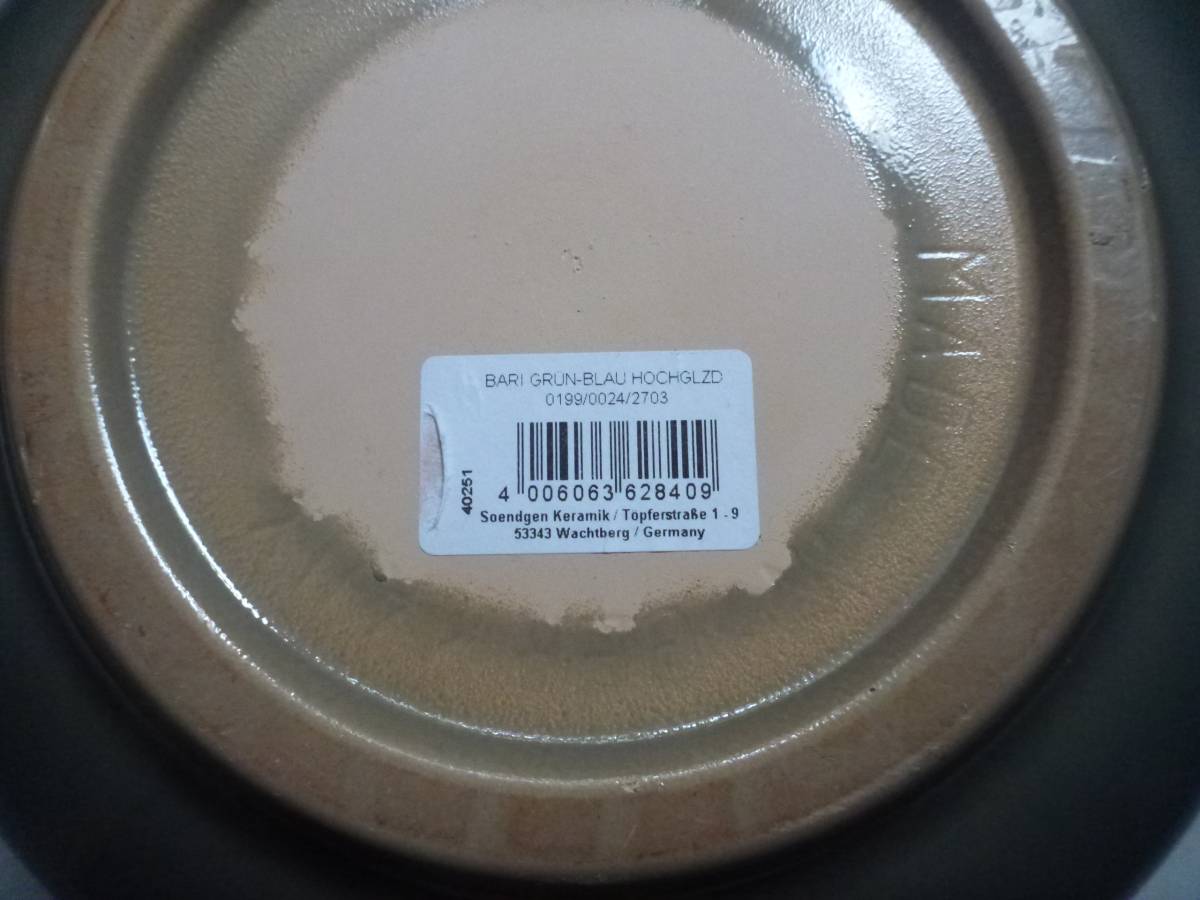 BARI GRÜN-BLAU HOCHGLZD
0199/0024/2703
40251
4 006063 628409
Soendgen Keramik / Töpferstraße 1 - 9
53343 Wachtberg / Germany
MADE